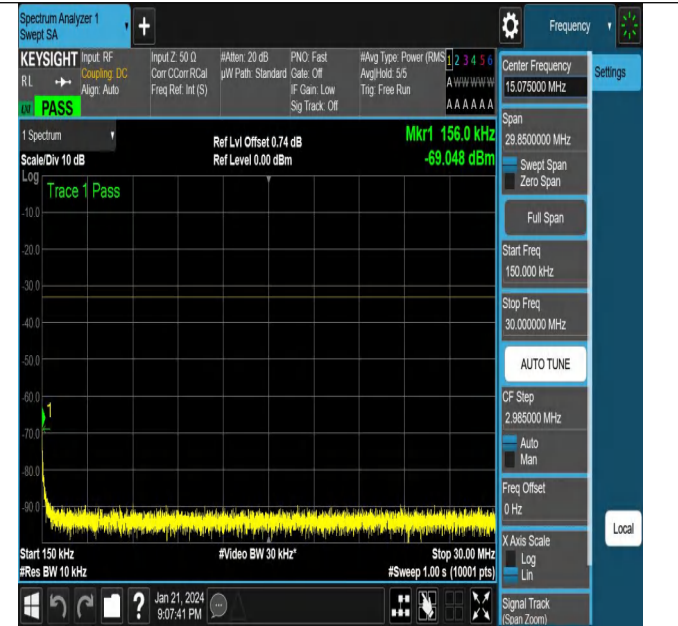 Spectrum Analyzer 1
Swept SA
+
Frequency
KEYSIGHT
RL
LXI PASS
Input: RF
Coupling: DC
Align: Auto
Input Z: 50 Ω
Corr CCorr RCal
Freq Ref: Int (S)
#Atten: 20 dB
µW Path: Standard
PNO: Fast
Gate: Off
IF Gain: Low
Sig Track: Off
#Avg Type: Power (RMS
Avg|Hold: 5/5
Trig: Free Run
1 2 3 4 5 6
A W W W W W
A A A A A A
1 Spectrum
Scale/Div 10 dB
Ref Lvl Offset 0.74 dB
Ref Level 0.00 dBm
Mkr1 156.0 kHz
-69.048 dBm
Log
Trace 1 Pass
-10.0
-20.0
-30.0
-40.0
-50.0
-60.0
-70.0
-80.0
-90.0
1
Start 150 kHz
#Res BW 10 kHz
#Video BW 30 kHz*
Stop 30.00 MHz
#Sweep 1.00 s (10001 pts)
Center Frequency
15.075000 MHz
Settings
Span
29.8500000 MHz
Swept Span
Zero Span
Full Span
Start Freq
150.000 kHz
Stop Freq
30.000000 MHz
AUTO TUNE
CF Step
2.985000 MHz
Auto
Man
Freq Offset
0 Hz
X Axis Scale
Log
Lin
Local
Signal Track
(Span Zoom)
?
Jan 21, 2024
9:07:41 PM